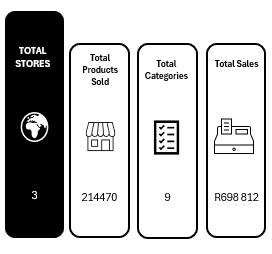 TOTAL
STORES
3
Total
Products
Sold
214470
Total
Categories
9
Total Sales
R698 812